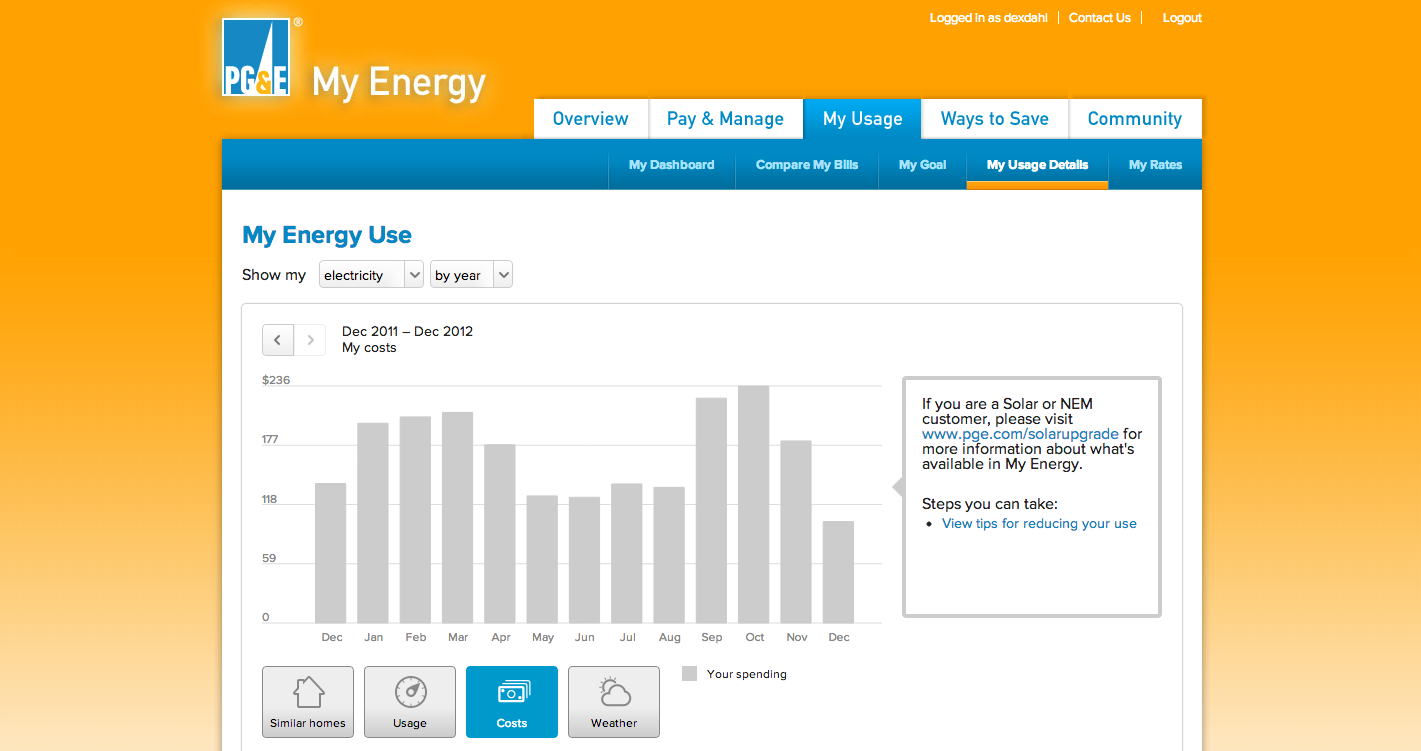 Logged in as dexdahl
Contact Us
Logout
PG&E
®
My Energy
Overview
Pay & Manage
My Usage
Ways to Save
Community
My Dashboard
Compare My Bills
My Goal
My Usage Details
My Rates
My Energy Use
Show my electricity by year
Dec 2011 – Dec 2012
My costs
$236
177
118
59
0
Dec Jan Feb Mar Apr May Jun Jul Aug Sep Oct Nov Dec
If you are a Solar or NEM
customer, please visit
www.pge.com/solarupgrade for
more information about what's
available in My Energy.
Steps you can take:
• View tips for reducing your use
Similar homes
Usage
Costs
Weather
Your spending